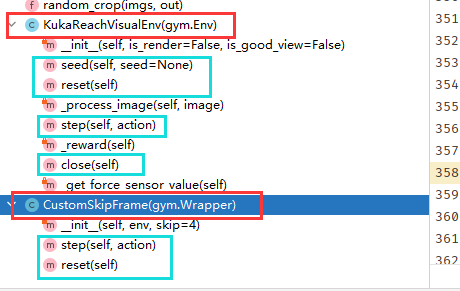 random_crop(imgs, out)
KukaReachVisualEnv(gym.Env)
__init__(self, is_render=False, is_good_view=False)
seed(self, seed=None)
reset(self)
_process_image(self, image)
step(self, action)
_reward(self)
close(self)
_get_force_sensor_value(self)
CustomSkipFrame(gym.Wrapper)
__init__(self, env, skip=4)
step(self, action)
reset(self)
351
352
353
354
355
356
357
358
359
360
361
362